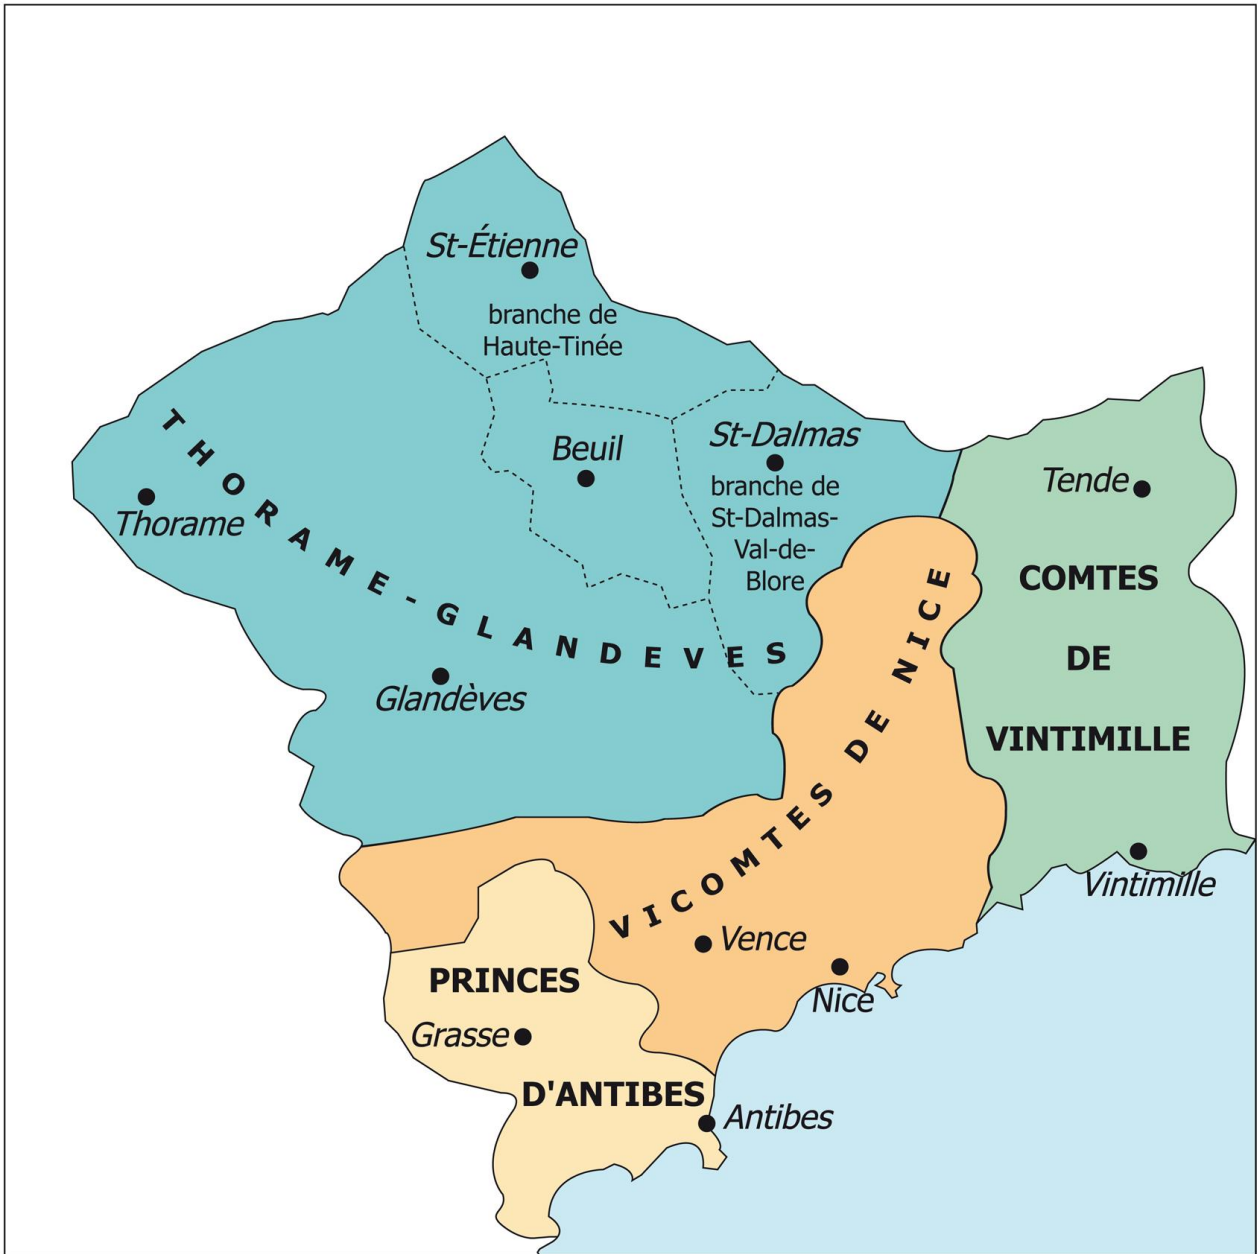 St-Étienne
branche de
Haute-Tinée
Beuil
St-Dalmas
branche de
St-Dalmas-
Val-de-
Blore
Thorame
THORAME-GLANDEVES
Glandèves
Tende
COMTES
DE
VINTIMILLE
Vintimille
VICOMTES DE NICE
Vence
Nice
PRINCES
Grasse
D'ANTIBES
Antibes